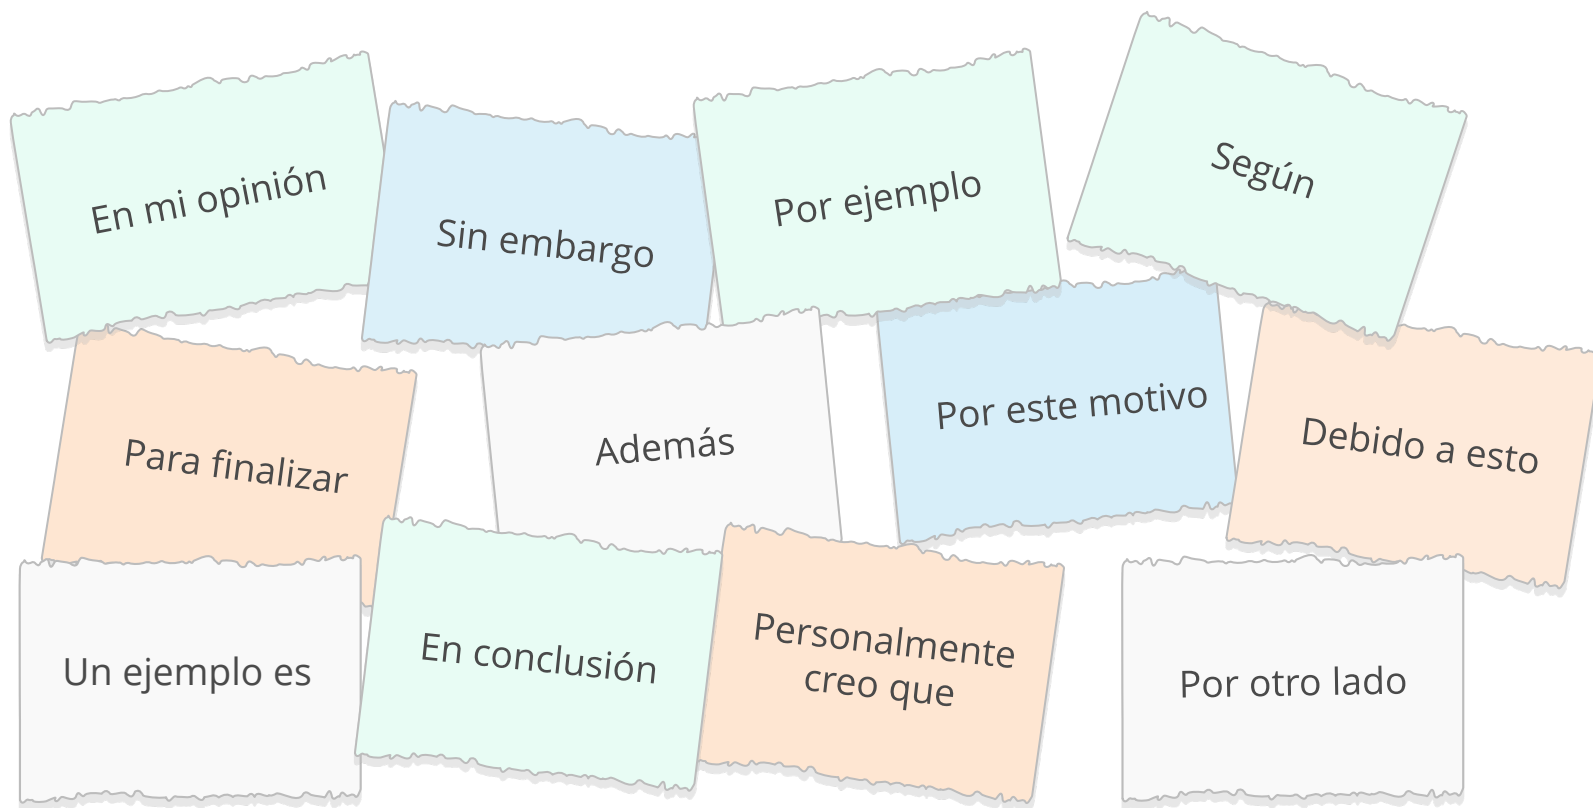 En mi opinión
Sin embargo
Por ejemplo
Según
Para finalizar
Además
Por este motivo
Debido a esto
Un ejemplo es
En conclusión
Personalmente
creo que
Por otro lado